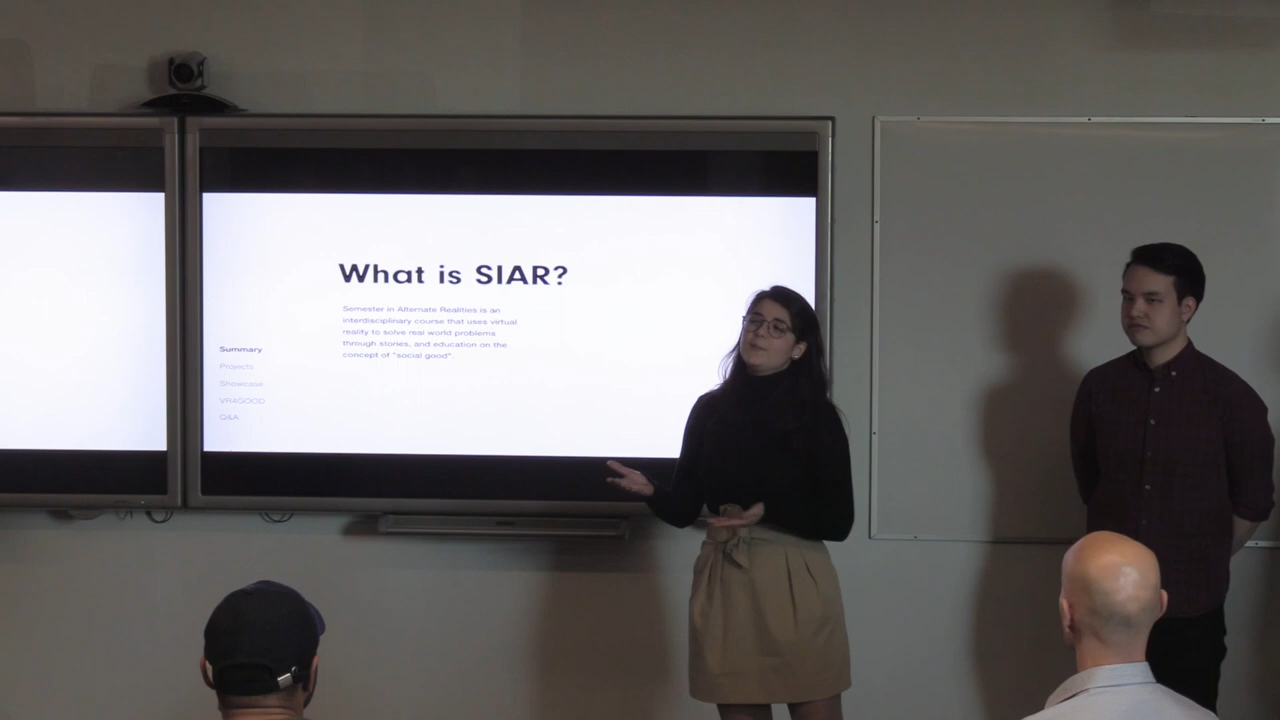 What is SIAR?
Semester in Alternate Realities is an
interdisciplinary course that uses virtual
reality to solve real world problems
through stories, and education on the
concept of "social good".
Summary
Projects
Showcase
VR4GOOD
Q&A